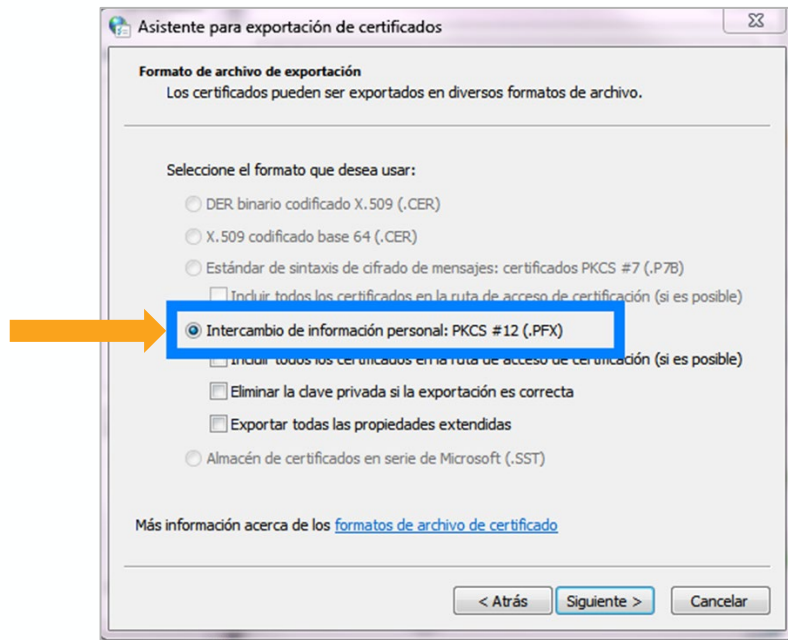 Asistente para exportación de certificados
Formato de archivo de exportación
Los certificados pueden ser exportados en diversos formatos de archivo.
Seleccione el formato que desea usar:
DER binario codificado X.509 (.CER)
X.509 codificado base 64 (.CER)
Estándar de sintaxis de cifrado de mensajes: certificados PKCS #7 (.P7B)
Incluir todos los certificados en la ruta de acceso de certificación (si es posible)
Intercambio de información personal: PKCS #12 (.PFX)
Incluir todos los certificados en la ruta de acceso de certificación (si es posible)
Eliminar la clave privada si la exportación es correcta
Exportar todas las propiedades extendidas
Almacén de certificados en serie de Microsoft (.SST)
Más información acerca de los formatos de archivo de certificado
< Atrás
Siguiente >
Cancelar